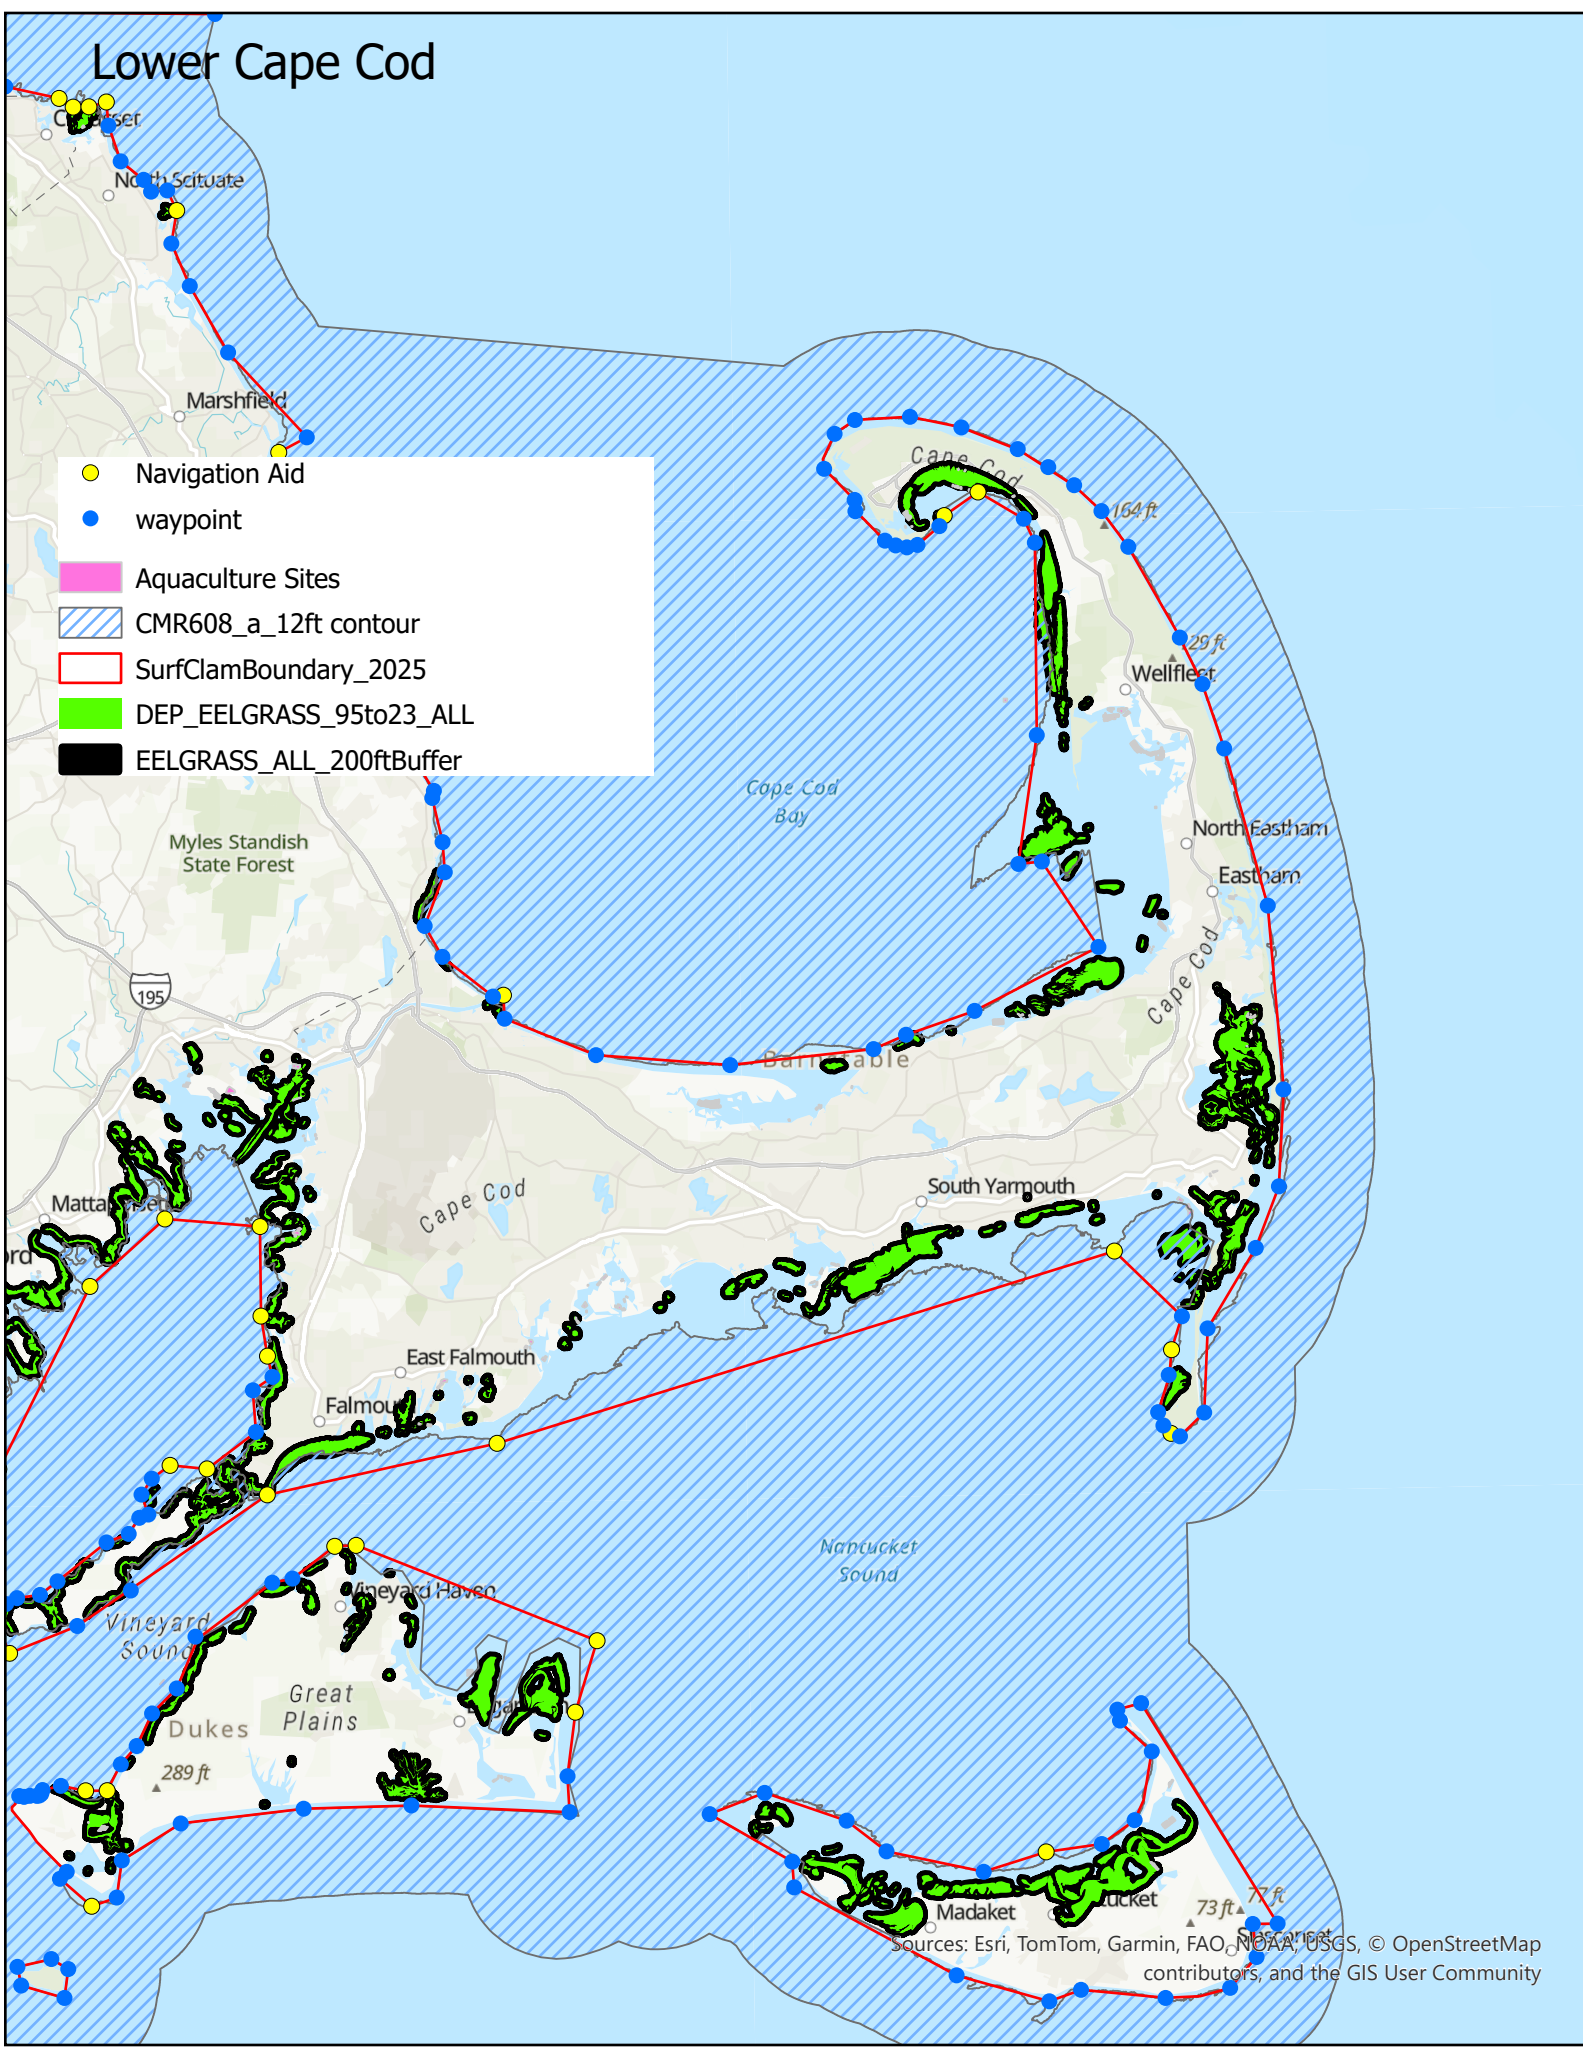 Lower Cape Cod
North Scituate
Marshfield
Cape Cod
164 ft
Navigation Aid
waypoint
Aquaculture Sites
CMR608_a_12ft contour
SurfClamBoundary_2025
DEP_EELGRASS_95to23_ALL
EELGRASS_ALL_200ftBuffer
29 ft
Wellfleet
Cape Cod
Bay
Myles Standish
State Forest
North Eastham
Eastham
Cape Cod
195
Barnstable
South Yarmouth
Cape Cod
East Falmouth
Falmouth
Nantucket
Sound
Vineyard Haven
Vineyard
Sound
Great
Plains
Dukes
289 ft
Madaket
73 ft
77 ft
Sources: Esri, TomTom, Garmin, FAO, NOAA, USGS, © OpenStreetMap
contributors, and the GIS User Community